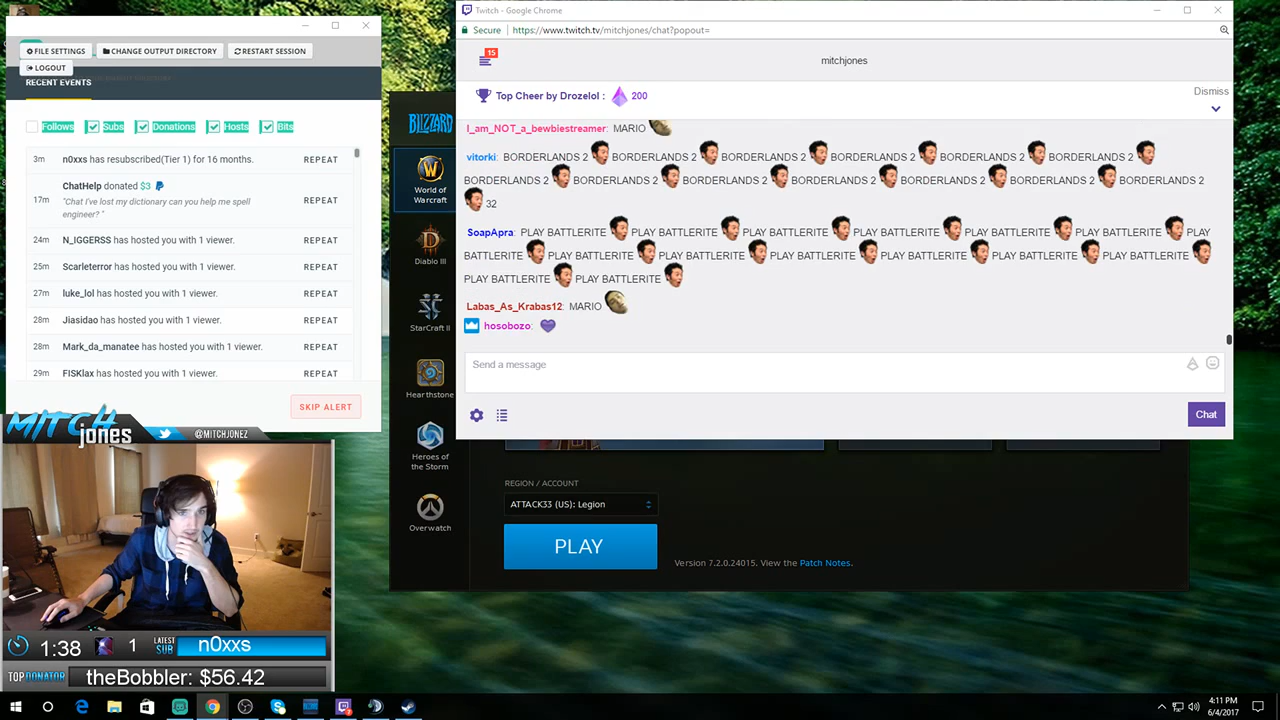 FILE SETTINGS CHANGE OUTPUT DIRECTORY RESTART SESSION
LOGOUT
RECENT EVENTS
Follows Subs Donations Hosts Bits
3m n0xxs has resubscribed(Tier 1) for 16 months. REPEAT
ChatHelp donated $3
17m "Chat I've lost my dictionary can you help me spell REPEAT
engineer? "
24m N_IGGERSS has hosted you with 1 viewer. REPEAT
25m Scarleterror has hosted you with 1 viewer. REPEAT
27m luke_lol has hosted you with 1 viewer. REPEAT
28m Jiasidao has hosted you with 1 viewer. REPEAT
28m Mark_da_manatee has hosted you with 1 viewer. REPEAT
29m FISKlax has hosted you with 1 viewer. REPEAT
SKIP ALERT
Twitch - Google Chrome
Secure https://www.twitch.tv/mitchjones/chat?popout=
15
mitchjones
Top Cheer by Drozelol : 200
Dismiss
I_am_NOT_a_bewbiestreamer: MARIO
vitorki: BORDERLANDS 2 BORDERLANDS 2 BORDERLANDS 2 BORDERLANDS 2 BORDERLANDS 2 BORDERLANDS 2
BORDERLANDS 2 BORDERLANDS 2 BORDERLANDS 2 BORDERLANDS 2 BORDERLANDS 2 BORDERLANDS 2 BORDERLANDS 2
32
SoapApra: PLAY BATTLERITE PLAY BATTLERITE PLAY BATTLERITE PLAY BATTLERITE PLAY BATTLERITE PLAY BATTLERITE PLAY
BATTLERITE PLAY BATTLERITE PLAY BATTLERITE PLAY BATTLERITE PLAY BATTLERITE PLAY BATTLERITE PLAY BATTLERITE
PLAY BATTLERITE PLAY BATTLERITE
Labas_As_Krabas12: MARIO
hosobozo:
Send a message
Chat
BLIZZARD
World of
Warcraft
Diablo III
StarCraft II
Hearthstone
Heroes of
the Storm
Overwatch
REGION / ACCOUNT
ATTACK33 (US): Legion
PLAY
Version 7.2.0.24015. View the Patch Notes.
MITCH
jones
@MITCHJONEZ
1:38 1 LATEST SUB n0xxs
TOP DONATOR theBobbler: $56.42
4:11 PM
6/4/2017